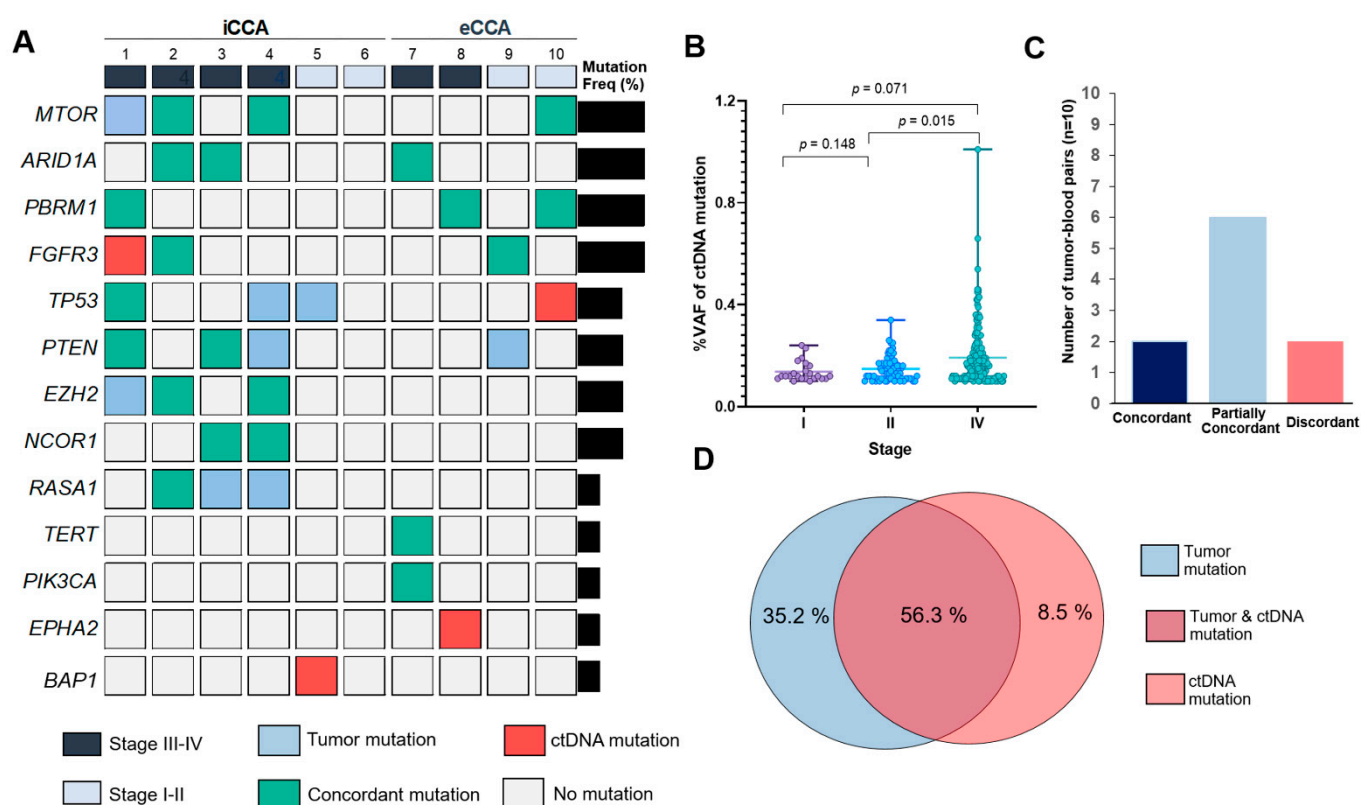 A
iCCA
eCCA
1 2 3 4 5 6 7 8 9 10
4 4
Mutation
Freq (%)
MTOR
ARID1A
PBRM1
FGFR3
TP53
PTEN
EZH2
NCOR1
RASA1
TERT
PIK3CA
EPHA2
BAP1
Stage III-IV
Tumor mutation
ctDNA mutation
Stage I-II
Concordant mutation
No mutation
B
%VAF of ctDNA mutation
1.2
0.8
0.4
0.0
p = 0.071
p = 0.015
p = 0.148
I II IV
Stage
C
Number of tumor-blood pairs (n=10)
10
9
8
7
6
5
4
3
2
1
0
Concordant
Partially
Concordant
Discordant
D
35.2 %
56.3 %
8.5 %
Tumor
mutation
Tumor & ctDNA
mutation
ctDNA
mutation